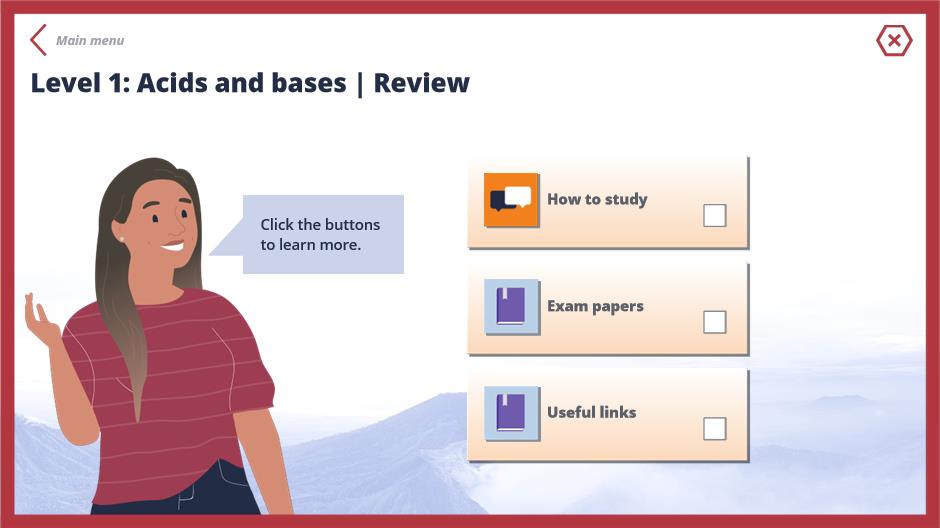 Main menu
Level 1: Acids and bases | Review
Click the buttons
to learn more.
How to study
Exam papers
Useful links